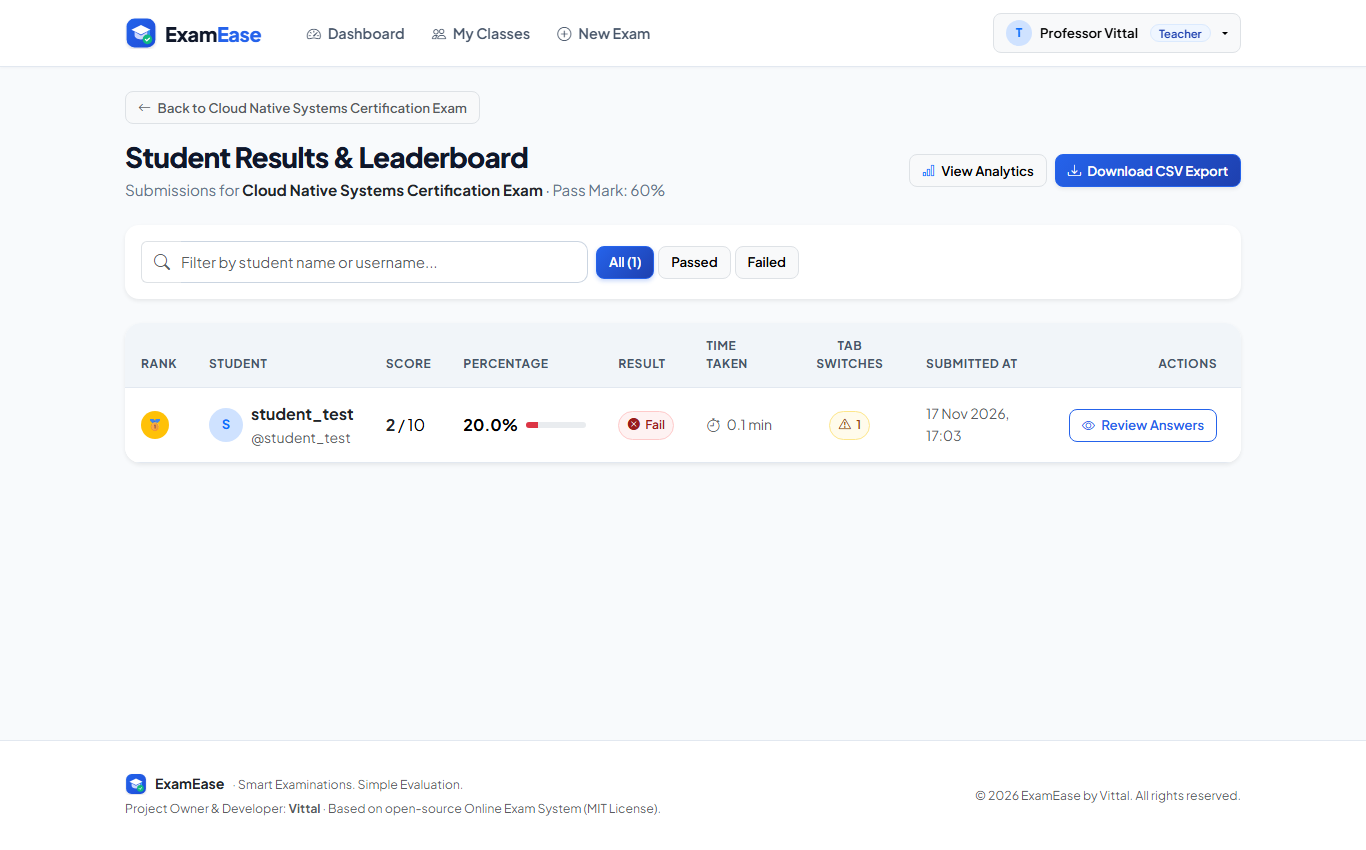 ExamEase
Dashboard
My Classes
New Exam
T
Professor Vittal
Teacher
Back to Cloud Native Systems Certification Exam
Student Results & Leaderboard
Submissions for Cloud Native Systems Certification Exam · Pass Mark: 60%
View Analytics
Download CSV Export
Filter by student name or username...
All (1)
Passed
Failed
RANK
STUDENT
SCORE
PERCENTAGE
RESULT
TIME
TAKEN
TAB
SWITCHES
SUBMITTED AT
ACTIONS
S
student_test
@student_test
2 / 10
20.0%
Fail
0.1 min
1
17 Nov 2026,
17:03
Review Answers
ExamEase · Smart Examinations. Simple Evaluation.
Project Owner & Developer: Vittal · Based on open-source Online Exam System (MIT License).
© 2026 ExamEase by Vittal. All rights reserved.